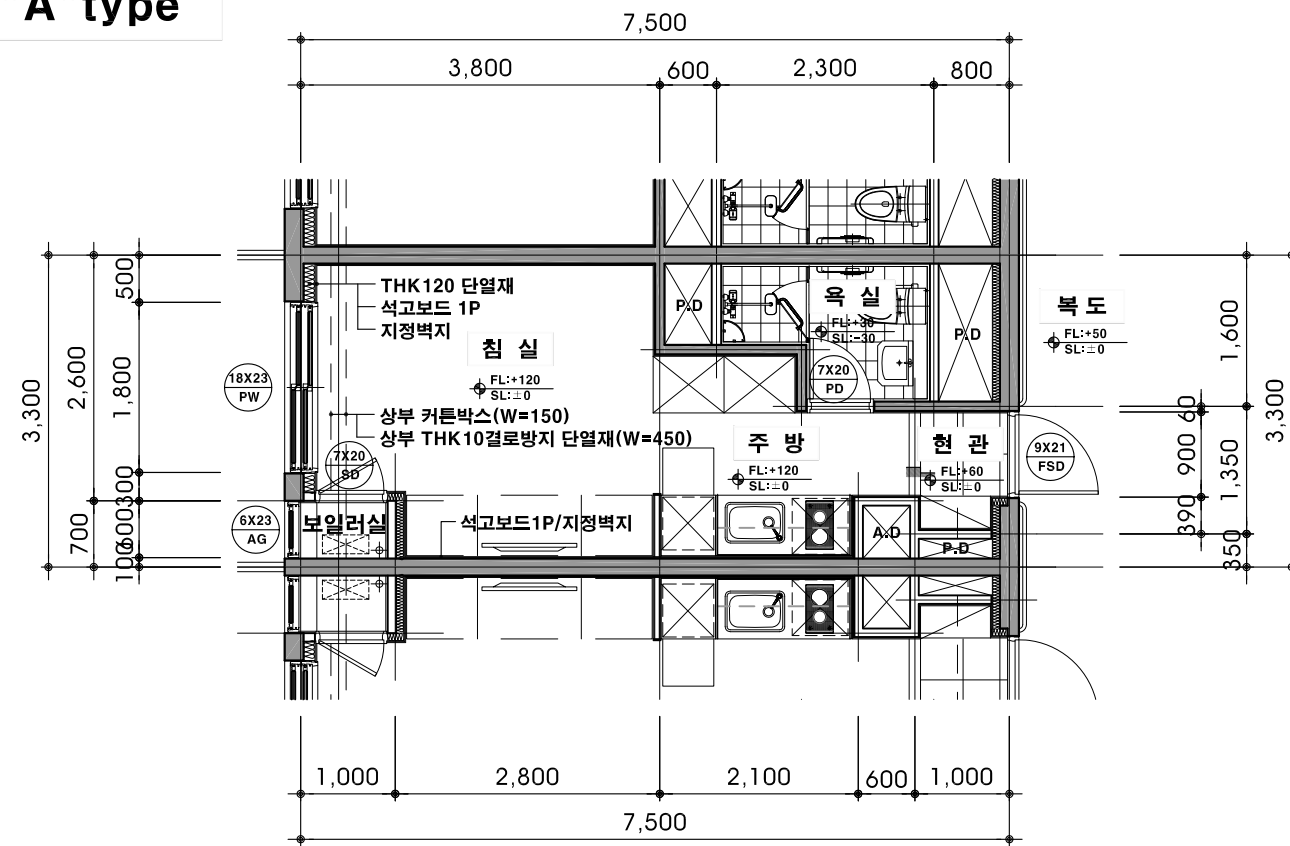 A type
7,500
3,800
600
2,300
800
THK120 단열재
석고보드 1P
지정벽지
침 실
FL:+120
SL:±0
상부 커튼박스(W=150)
상부 THK10결로방지 단열재(W=450)
P.D
욕 실
FL:+30
SL:-30
P.D
복도
FL:+50
SL:±0
7X20
PD
18X23
PW
7X20
SD
6X23
AG
보일러실
석고보드1P/지정벽지
주 방
FL:+120
SL:±0
현 관
FL:+60
SL:±0
9X21
FSD
A.D
P.D
3,300
2,600
700
500
1,800
300
600
100
1,600
1,350
350
60
900
390
3,300
1,000
2,800
2,100
600
1,000
7,500